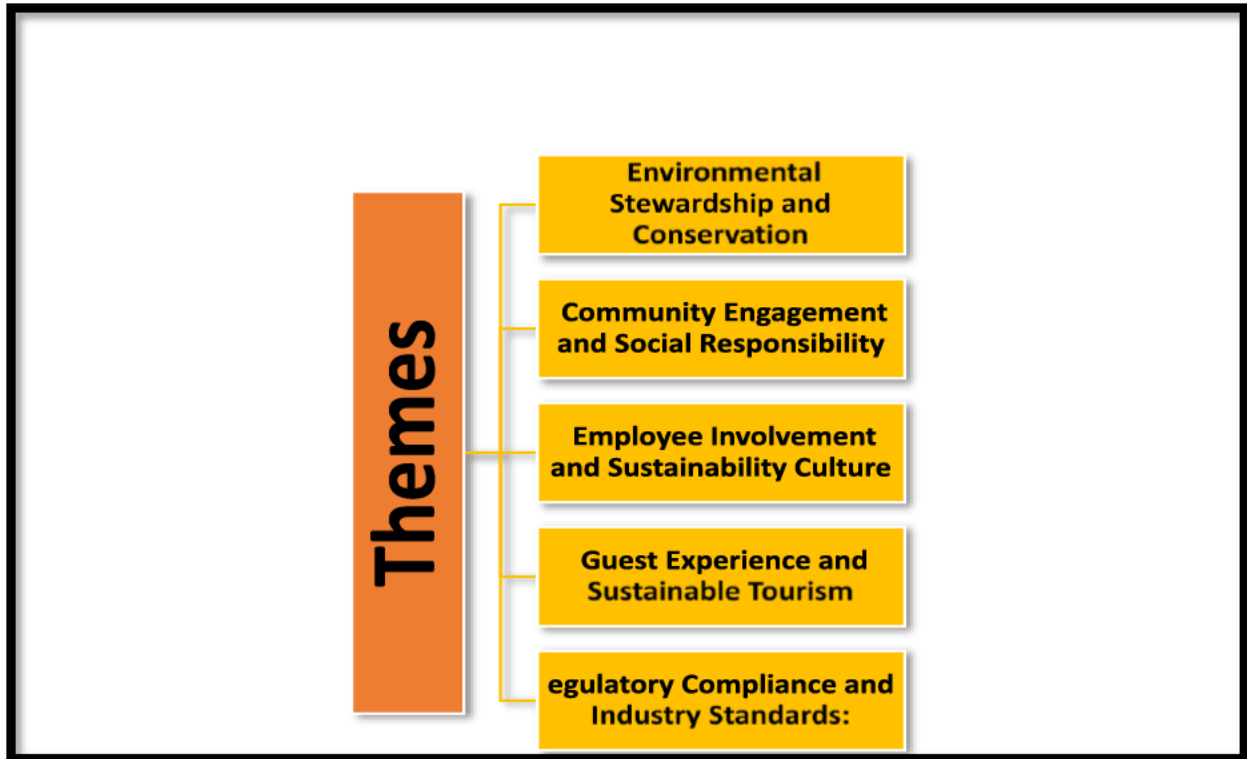 Themes
Environmental
Stewardship and
Conservation
Community Engagement
and Social Responsibility
Employee Involvement
and Sustainability Culture
Guest Experience and
Sustainable Tourism
egulatory Compliance and
Industry Standards: